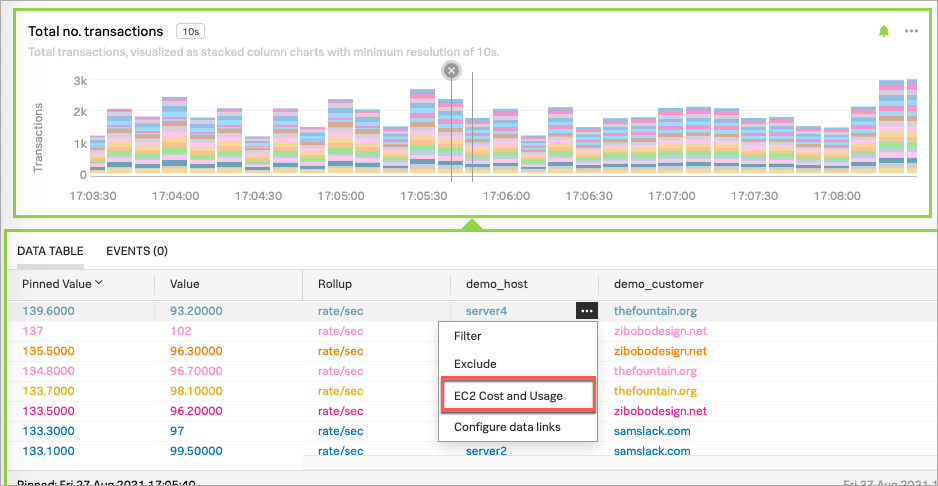 Total no. transactions 10s
Total transactions, visualized as stacked column charts with minimum resolution of 10s.
3k
2k
1k
0
Transactions
17:03:30 17:04:00 17:04:30 17:05:00 17:05:30 17:06:00 17:06:30 17:07:00 17:07:30 17:08:00
DATA TABLE EVENTS (0)
Pinned Value Value Rollup demo_host demo_customer
139.6000 93.20000 rate/sec server4 thefountain.org
137 102 rate/sec zibobodesign.net
135.5000 96.30000 rate/sec zibobodesign.net
134.8000 96.70000 rate/sec thefountain.org
133.7000 98.10000 rate/sec thefountain.org
133.5000 96.20000 rate/sec zibobodesign.net
133.3000 97 rate/sec samslack.com
133.1000 99.50000 rate/sec server2 samslack.com
Filter
Exclude
EC2 Cost and Usage
Configure data links
Pinned: Fri 27 Aug 2021 17:05:40 Fri 27 Aug 2021 1